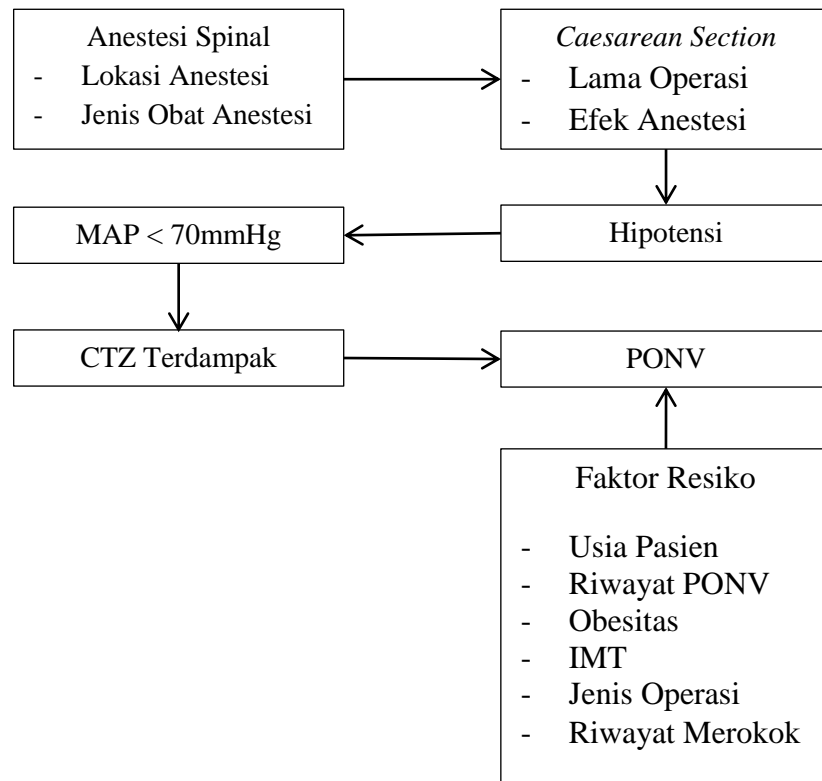 Anestesi Spinal
- Lokasi Anestesi
- Jenis Obat Anestesi
Caesarean Section
- Lama Operasi
- Efek Anestesi
MAP < 70mmHg
Hipotensi
CTZ Terdampak
PONV
Faktor Resiko
- Usia Pasien
- Riwayat PONV
- Obesitas
- IMT
- Jenis Operasi
- Riwayat Merokok